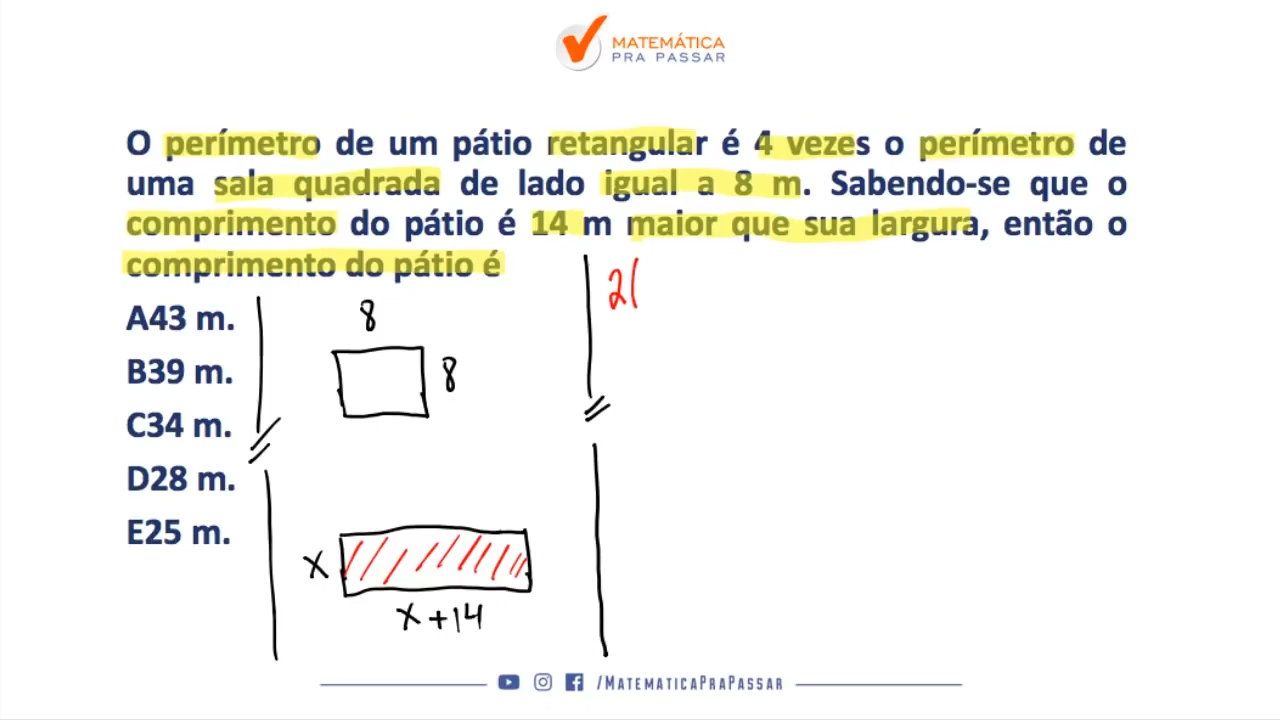 MATEMÁTICA
PRA PASSAR
O perímetro de um pátio retangular é 4 vezes o perímetro de
uma sala quadrada de lado igual a 8 m. Sabendo-se que o
comprimento do pátio é 14 m maior que sua largura, então o
comprimento do pátio é
2(
A43 m.
8
B39 m.
8
C34 m.
D28 m.
E25 m.
x
x+14
/MatematicaPraPassar